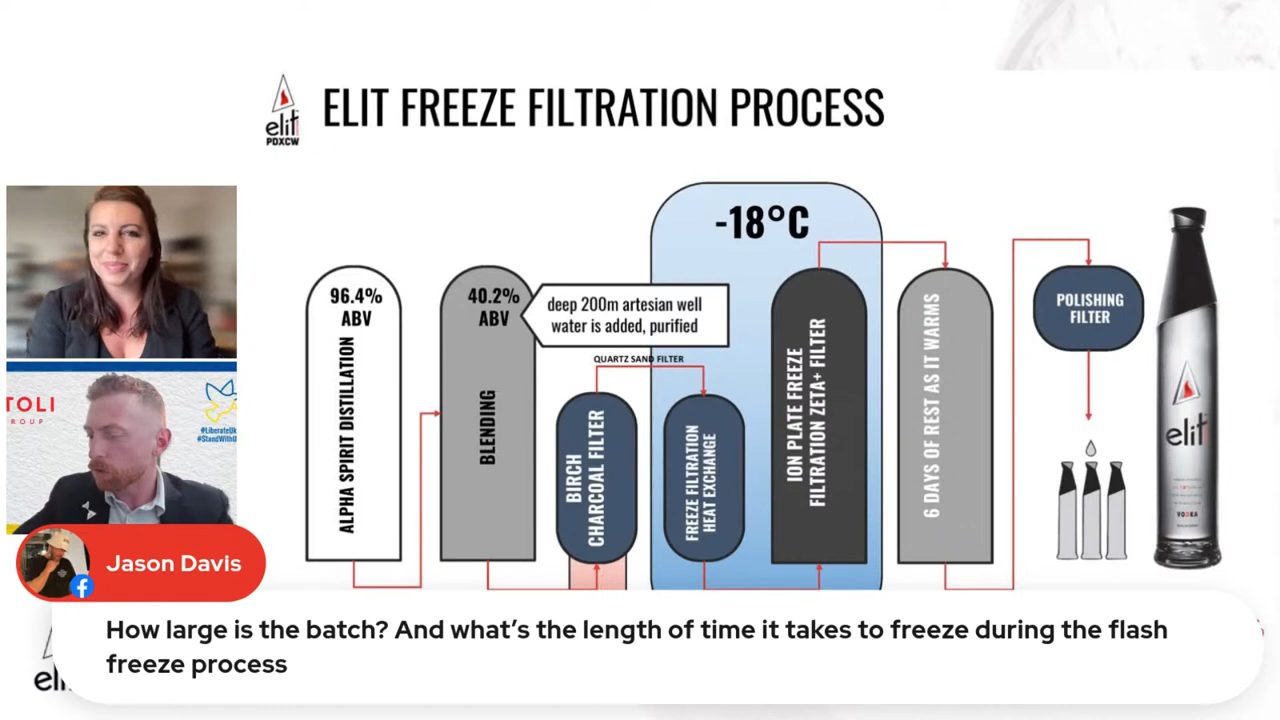 elit
PDXCW
ELIT FREEZE FILTRATION PROCESS
-18°C
96.4%
ABV
ALPHA SPIRIT DISTILLATION
40.2%
ABV
BLENDING
deep 200m artesian well
water is added, purified
QUARTZ SAND FILTER
BIRCH
CHARCOAL FILTER
FREEZE FILTRATION
HEAT EXCHANGE
ION PLATE FREEZE
FILTRATION ZETA+ FILTER
6 DAYS OF REST AS IT WARMS
POLISHING
FILTER
elit
VODKA
TOLI
ROUP
#LiberateUk
#StandWithU
Jason Davis
How large is the batch? And what's the length of time it takes to freeze during the flash
freeze process